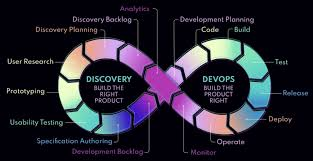 Analytics
Discovery Backlog
Development Planning
Discovery Planning
Code
Build
User Research
Test
Prototyping
DISCOVERY
BUILD THE
RIGHT
PRODUCT
DEVOPS
BUILD THE
PRODUCT
RIGHT
Release
Usability Testing
Deploy
Specification Authoring
Operate
Development Backlog
Monitor